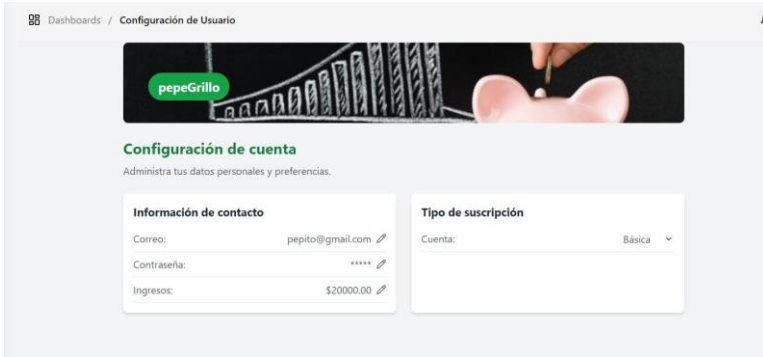 Dashboards / Configuración de Usuario
pepeGrillo
Configuración de cuenta
Administra tus datos personales y preferencias.
Información de contacto
Correo: pepito@gmail.com
Contraseña: *****
Ingresos: $20000.00
Tipo de suscripción
Cuenta: Básica